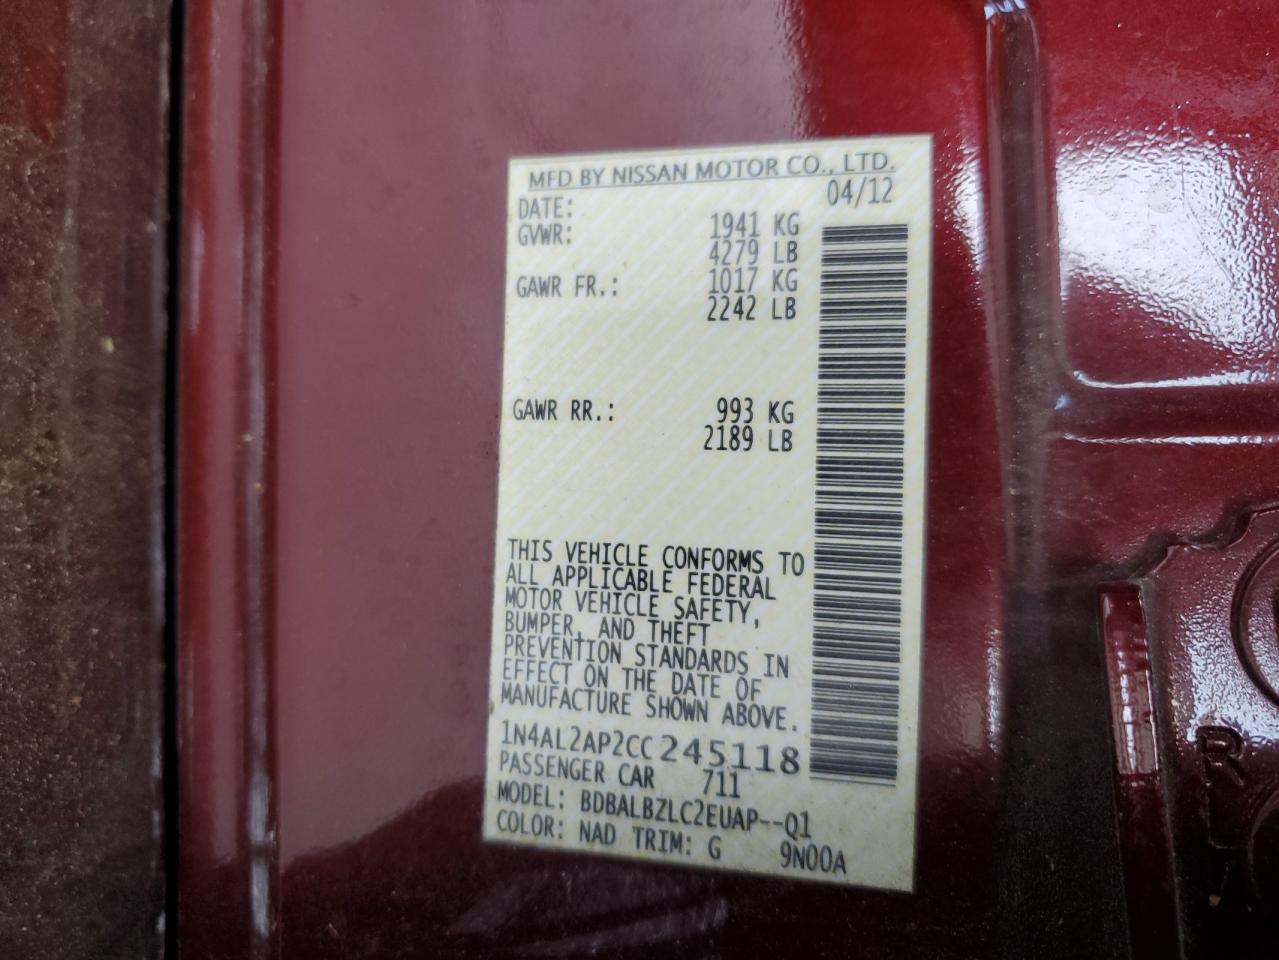 MFD BY NISSAN MOTOR CO., LTD.
DATE: 04/12
GVWR: 1941 KG
4279 LB
GAWR FR.: 1017 KG
2242 LB
GAWR RR.: 993 KG
2189 LB
THIS VEHICLE CONFORMS TO
ALL APPLICABLE FEDERAL
MOTOR VEHICLE SAFETY,
BUMPER, AND THEFT
PREVENTION STANDARDS IN
EFFECT ON THE DATE OF
MANUFACTURE SHOWN ABOVE.
1N4AL2AP2CC245118
PASSENGER CAR 711
MODEL: BDBALBZLC2EUAP--Q1
COLOR: NAD TRIM: G 9N00A